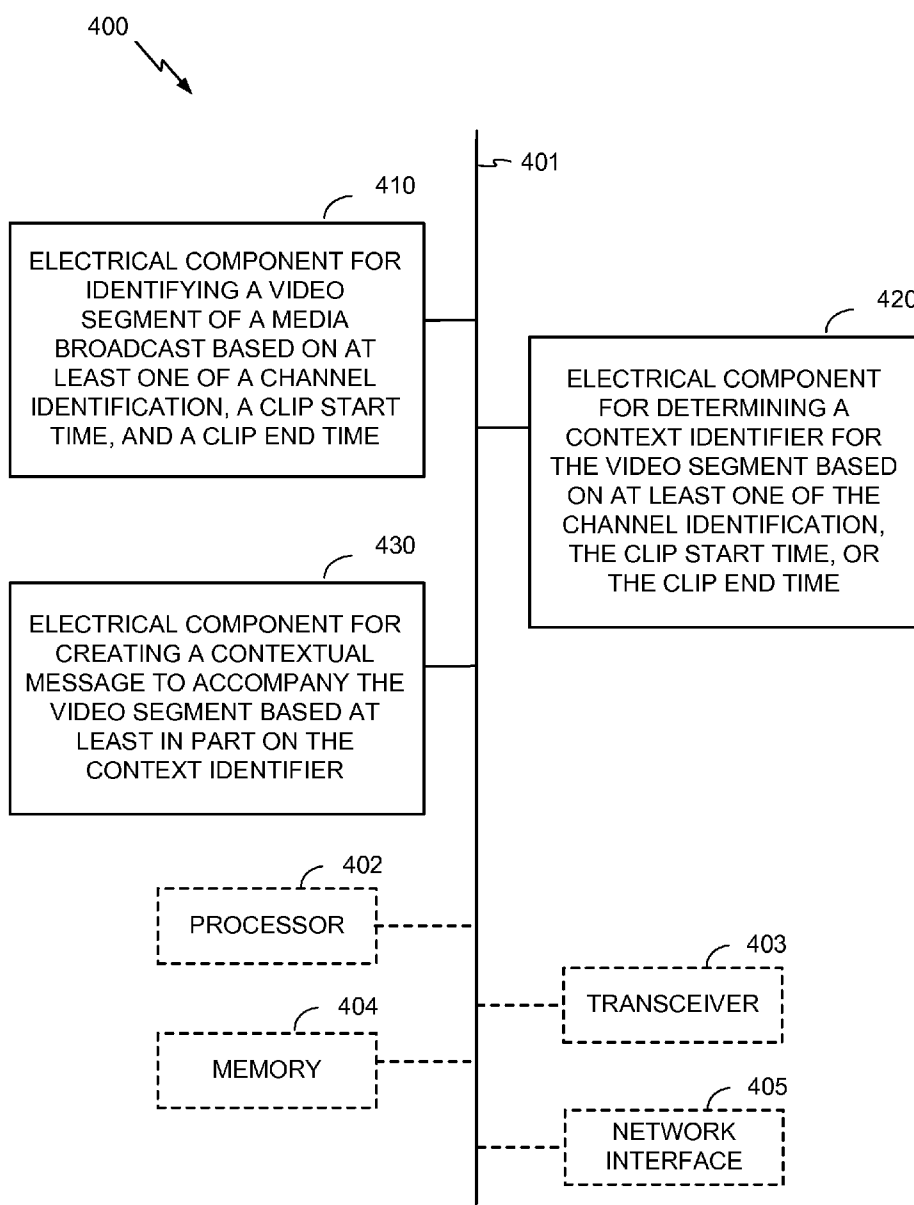 400
401
410
ELECTRICAL COMPONENT FOR
IDENTIFYING A VIDEO
SEGMENT OF A MEDIA
BROADCAST BASED ON AT
LEAST ONE OF A CHANNEL
IDENTIFICATION, A CLIP START
TIME, AND A CLIP END TIME
420
ELECTRICAL COMPONENT
FOR DETERMINING A
CONTEXT IDENTIFIER FOR
THE VIDEO SEGMENT BASED
ON AT LEAST ONE OF THE
CHANNEL IDENTIFICATION,
THE CLIP START TIME, OR
THE CLIP END TIME
430
ELECTRICAL COMPONENT FOR
CREATING A CONTEXTUAL
MESSAGE TO ACCOMPANY THE
VIDEO SEGMENT BASED AT
LEAST IN PART ON THE
CONTEXT IDENTIFIER
402
PROCESSOR
403
TRANSCEIVER
404
MEMORY
405
NETWORK
INTERFACE